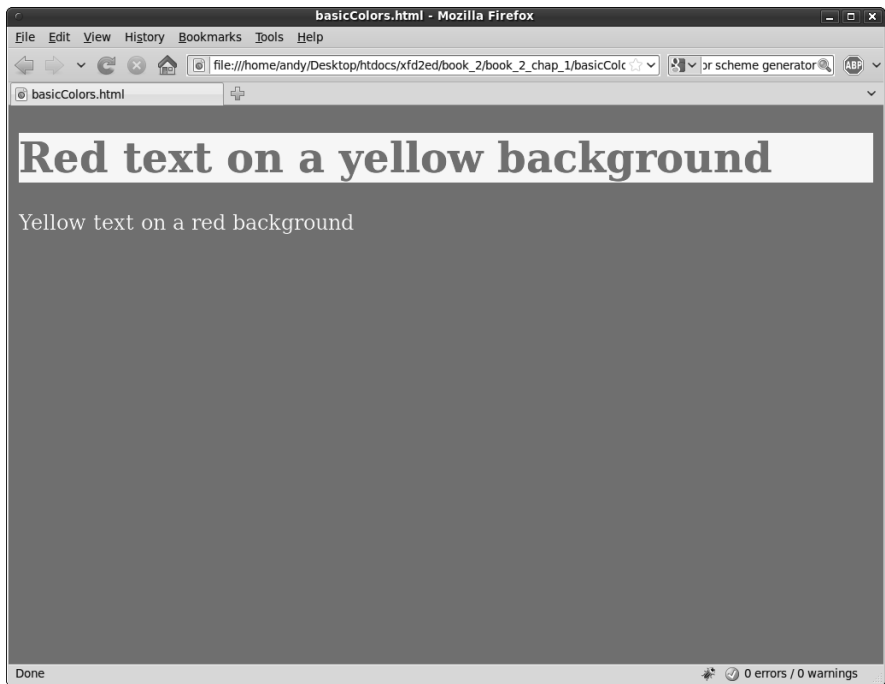 basicColors.html - Mozilla Firefox
File Edit View History Bookmarks Tools Help
file:///home/andy/Desktop/htdocs/xfd2ed/book_2/book_2_chap_1/basicColo or scheme generator ABP
basicColors.html
Red text on a yellow background
Yellow text on a red background
Done 0 errors / 0 warnings